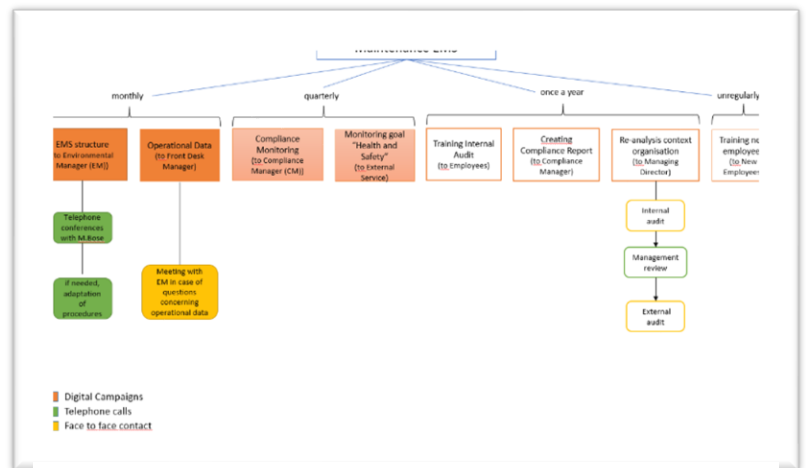 Maintenance EMS
monthly
quarterly
once a year
unregularly
EMS structure
to Environmental
Manager (EM))
Operational Data
(to Front Desk
Manager)
Compliance
Monitoring
(to Compliance
Manager (CM))
Monitoring goal
"Health and
Safety"
(to External
Service)
Training Internal
Audit
(to Employees)
Creating
Compliance Report
(to Compliance
Manager)
Re-analysis context
organisation
(to Managing
Director)
Training
employee
(to New
Employees
Telephone
conferences
with M.Bose
if needed,
adaptation
of
procedures
Meeting with
EM in case of
questions
concerning
operational data
Internal
audit
Management
review
External
audit
Digital Campaigns
Telephone calls
Face to face contact